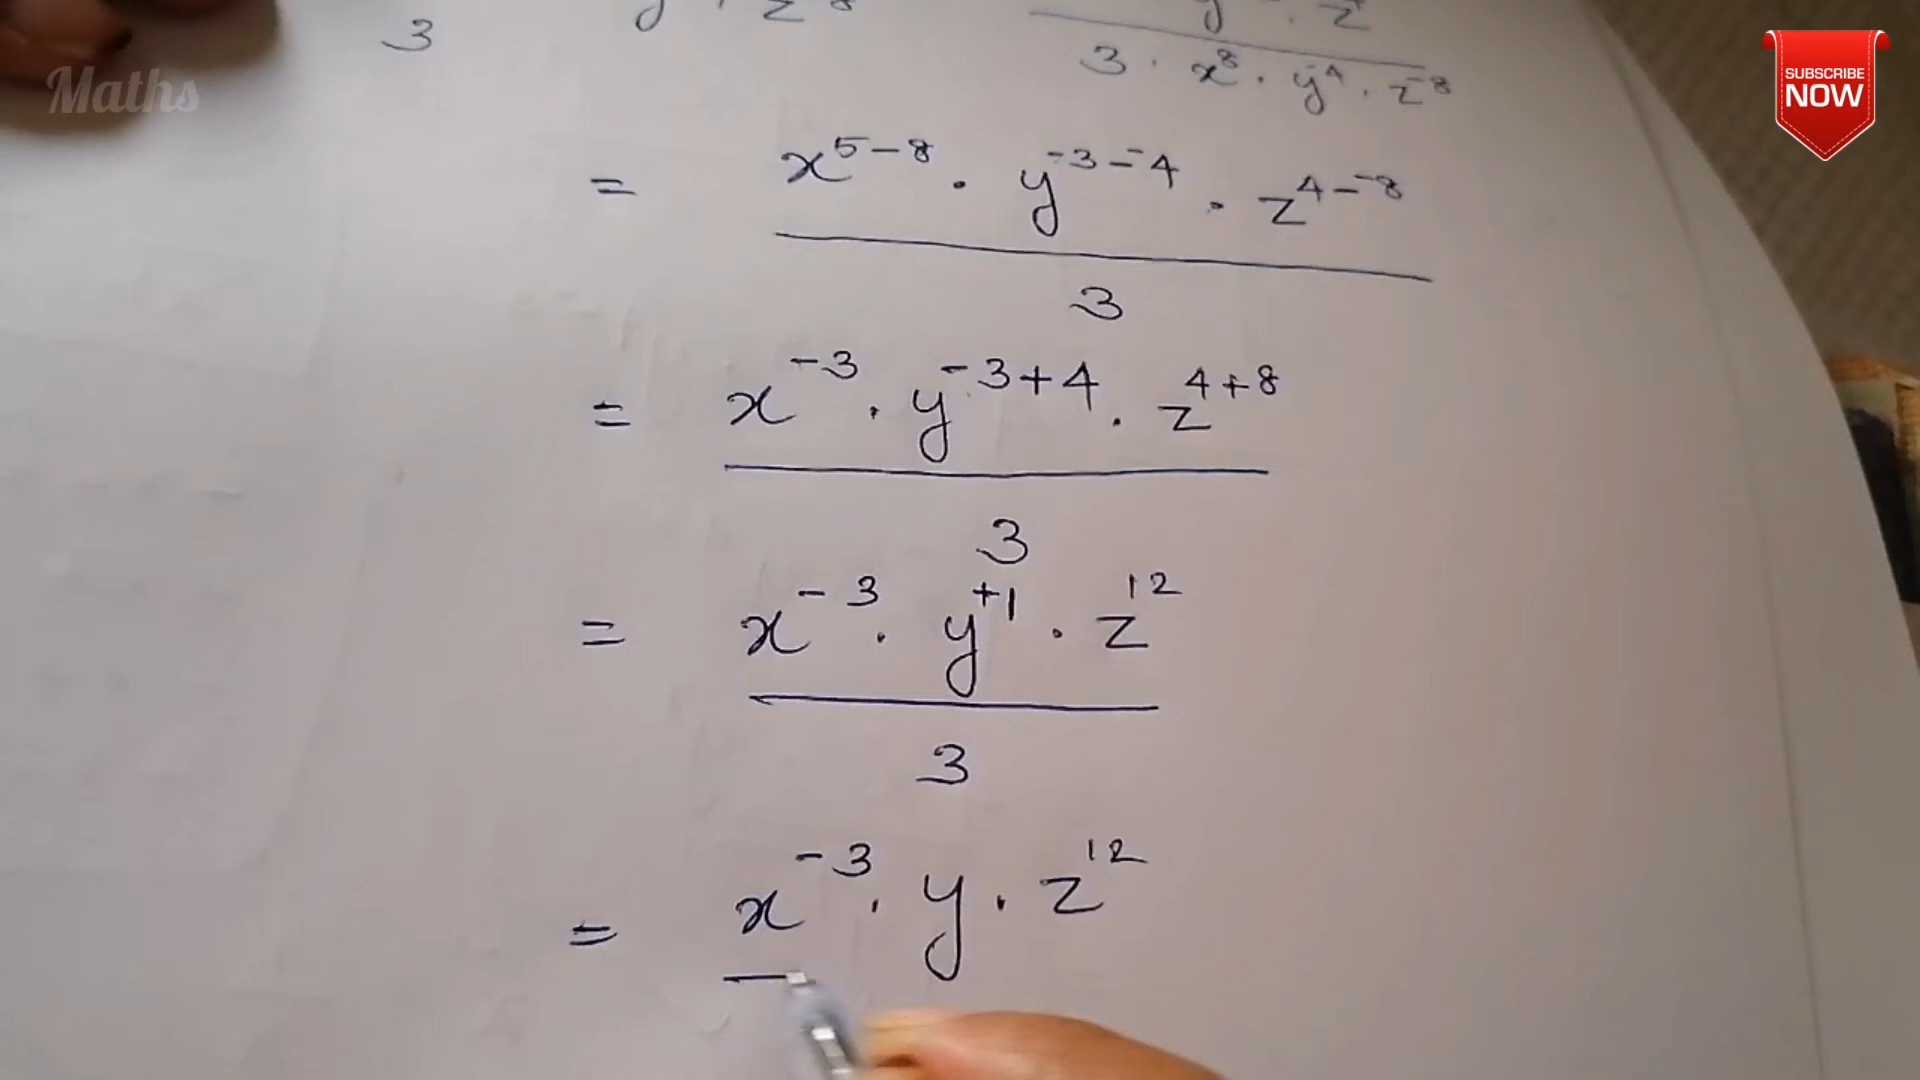 Maths
SUBSCRIBE
NOW
3
3 · x⁸ · y⁻⁴ · z⁻⁸
= x⁵⁻⁸ · y⁻³⁻⁻⁴ · z⁴⁻⁻⁸
3
= x⁻³ · y⁻³⁺⁴ · z⁴⁺⁸
3
= x⁻³ · y⁺¹ · z¹²
3
= x⁻³ · y · z¹²